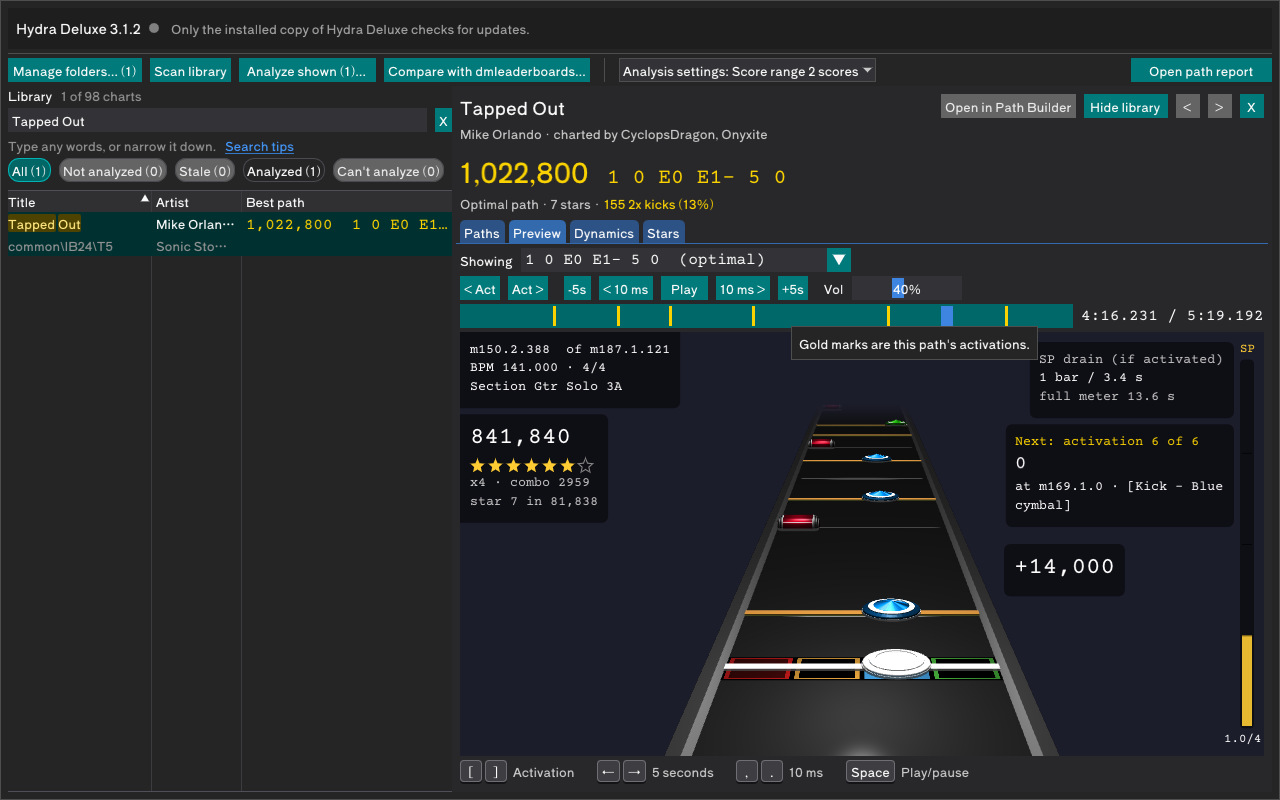 Hydra Deluxe 3.1.2 Only the installed copy of Hydra Deluxe checks for updates.
Manage folders... (1) Scan library Analyze shown (1)... Compare with dmleaderboards... Analysis settings: Score range 2 scores Open path report
Library 1 of 98 charts
Tapped Out X
Type any words, or narrow it down. Search tips
All (1) Not analyzed (0) Stale (0) Analyzed (1) Can't analyze (0)
Title Artist Best path
Tapped Out Mike Orlan··· 1,022,800 1 0 E0 E1…
common\IB24\T5 Sonic Sto···
Tapped Out Open in Path Builder Hide library < > X
Mike Orlando · charted by CyclopsDragon, Onyxite
1,022,800 1 0 E0 E1- 5 0
Optimal path · 7 stars · 155 2x kicks (13%)
Paths Preview Dynamics Stars
Showing 1 0 E0 E1- 5 0 (optimal)
< Act Act > -5s < 10 ms Play 10 ms > +5s Vol 40%
4:16.231 / 5:19.192
Gold marks are this path's activations.
m150.2.388 of m187.1.121
BPM 141.000 · 4/4
Section Gtr Solo 3A
841,840
x4 · combo 2959
star 7 in 81,838
SP drain (if activated)
1 bar / 3.4 s
full meter 13.6 s
SP
Next: activation 6 of 6
0
at m169.1.0 · [Kick - Blue
cymbal]
+14,000
1.0/4
[ ] Activation ← → 5 seconds , . 10 ms Space Play/pause